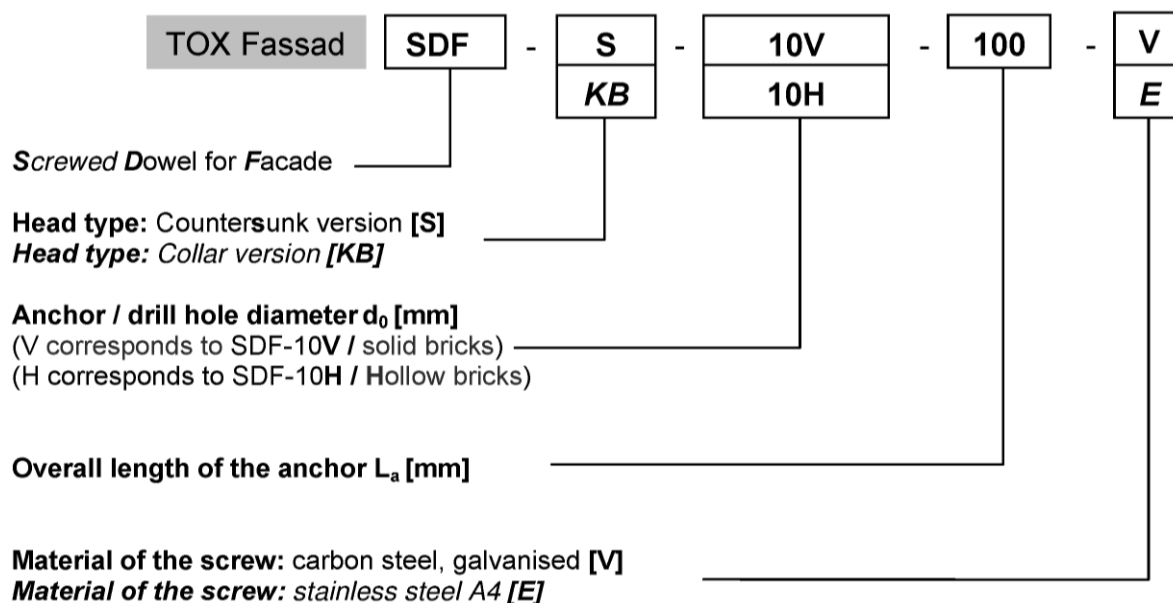 TOX Fassad SDF - S - 10V - 100 - V
KB 10H E
Screwed Dowel for Facade
Head type: Countersunk version [S]
Head type: Collar version [KB]
Anchor / drill hole diameter d₀ [mm]
(V corresponds to SDF-10V / solid bricks)
(H corresponds to SDF-10H / Hollow bricks)
Overall length of the anchor Lₐ [mm]
Material of the screw: carbon steel, galvanised [V]
Material of the screw: stainless steel A4 [E]